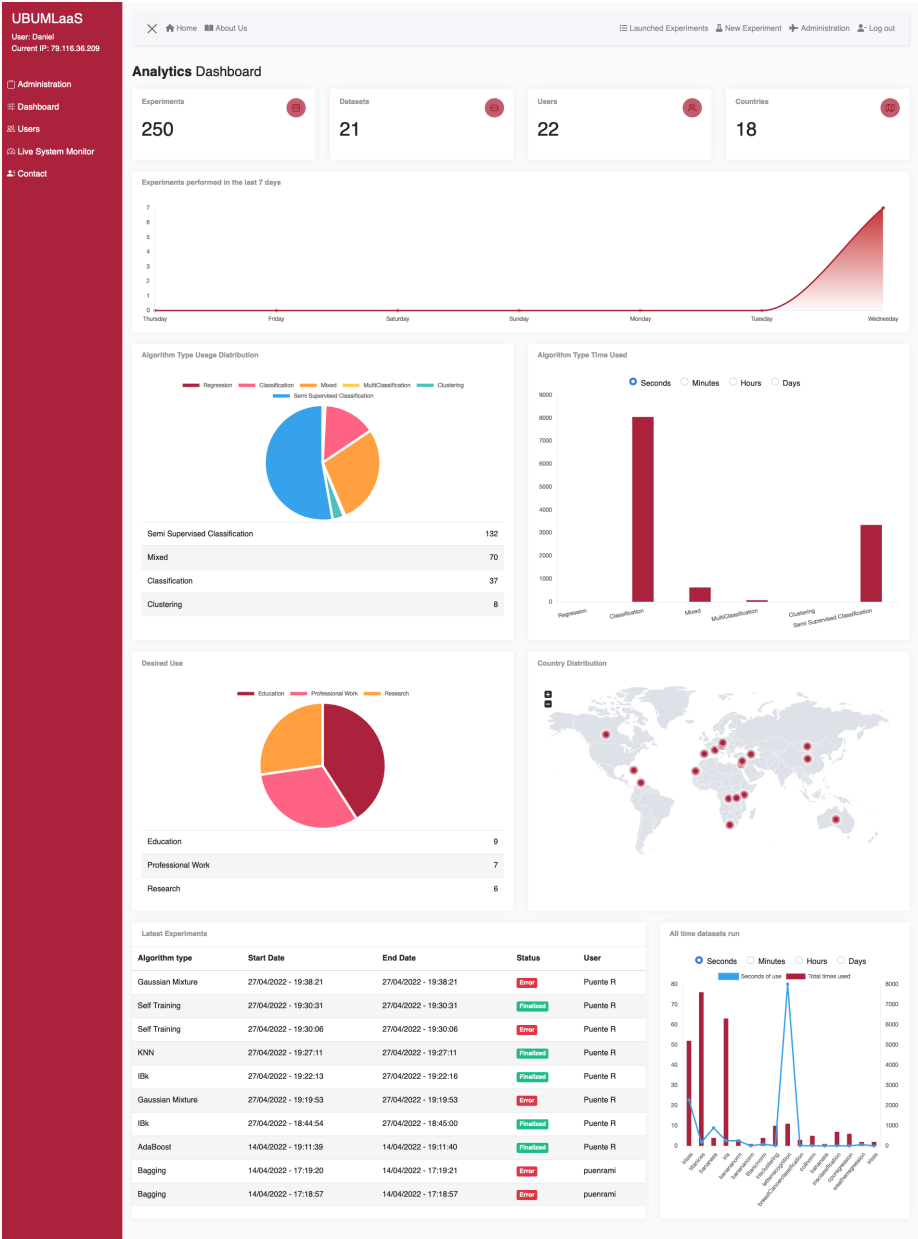 UBUMLaaS
User: Daniel
Current IP: 79.116.36.209
Administration
Dashboard
Users
Live System Monitor
Contact
Home About Us Launched Experiments New Experiment Administration Log out
Analytics Dashboard
Experiments
250
Datasets
21
Users
22
Countries
18
Experiments performed in the last 7 days
7
6
5
4
3
2
1
0
Thursday Friday Saturday Sunday Monday Tuesday Wednesday
Algorithm Type Usage Distribution
Regression Classification Mixed MultiClassification Clustering
Semi Supervised Classification
Semi Supervised Classification 132
Mixed 70
Classification 37
Clustering 8
Algorithm Type Time Used
Seconds Minutes Hours Days
9000
8000
7000
6000
5000
4000
3000
2000
1000
0
Regression Classification Mixed MultiClassification Clustering Semi Supervised Classification
Desired Use
Education Professional Work Research
Education 9
Professional Work 7
Research 6
Country Distribution
+
−
Latest Experiments
Algorithm type Start Date End Date Status User
Gaussian Mixture 27/04/2022 - 19:38:21 27/04/2022 - 19:38:21 Error Puente R
Self Training 27/04/2022 - 19:30:31 27/04/2022 - 19:30:31 Finalized Puente R
Self Training 27/04/2022 - 19:30:06 27/04/2022 - 19:30:06 Error Puente R
KNN 27/04/2022 - 19:27:11 27/04/2022 - 19:27:11 Finalized Puente R
IBk 27/04/2022 - 19:22:13 27/04/2022 - 19:22:16 Finalized Puente R
Gaussian Mixture 27/04/2022 - 19:19:53 27/04/2022 - 19:19:53 Error Puente R
IBk 27/04/2022 - 18:44:54 27/04/2022 - 18:45:00 Finalized Puente R
AdaBoost 14/04/2022 - 19:11:39 14/04/2022 - 19:11:40 Finalized Puente R
Bagging 14/04/2022 - 17:19:20 14/04/2022 - 17:19:21 Error puenrami
Bagging 14/04/2022 - 17:18:57 14/04/2022 - 17:18:57 Error puenrami
All time datasets run
Seconds Minutes Hours Days
Seconds of use Total times used
80 8000
70 7000
60 6000
50 5000
40 4000
30 3000
20 2000
10 1000
0 0
iris banananorm bananonorm titanicnorm irisclustering letterrecognition breastCancerclassification irisclassification cpuregression weatherregression